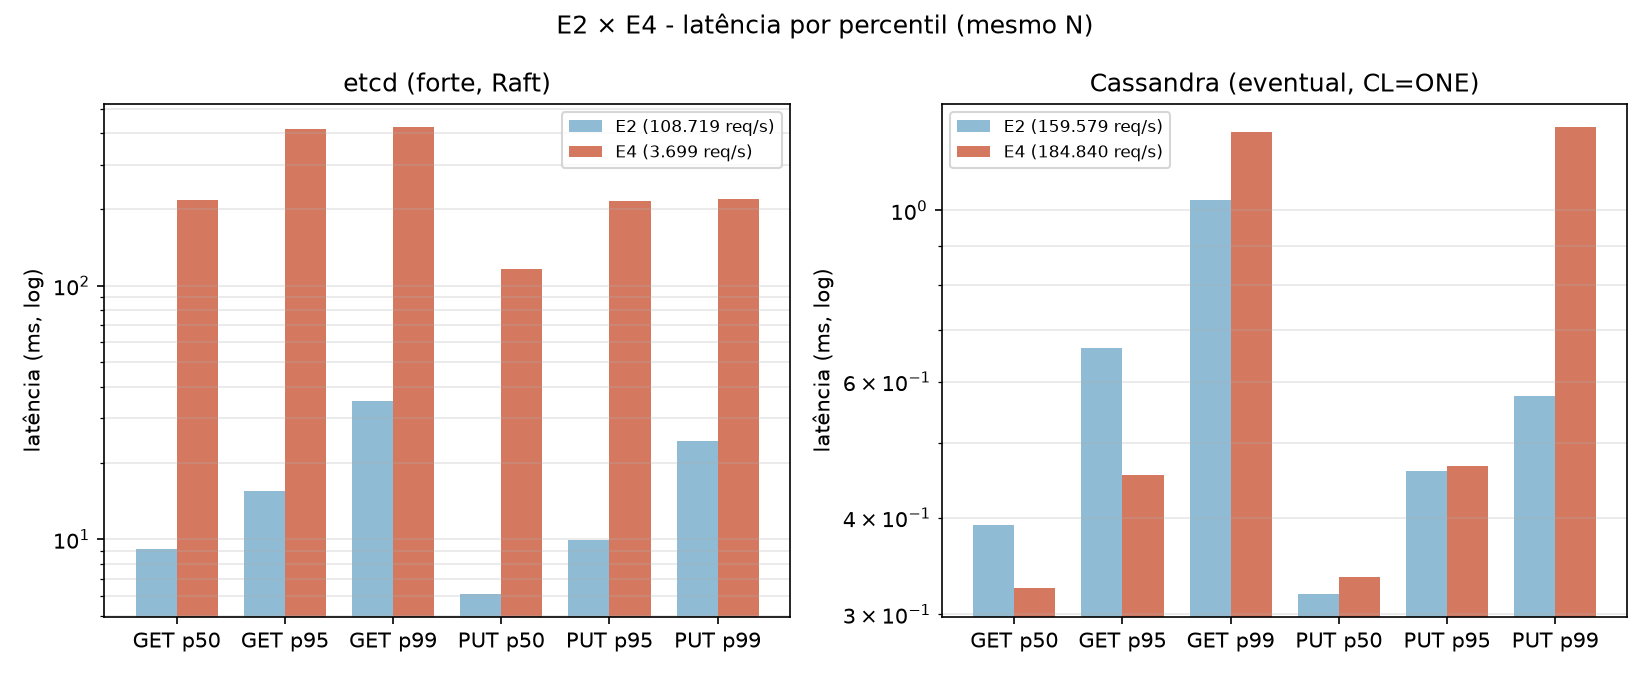 E2 × E4 - latência por percentil (mesmo N)
etcd (forte, Raft)
E2 (108.719 req/s)
E4 (3.699 req/s)
latência (ms, log)
10²
10¹
GET p50 GET p95 GET p99 PUT p50 PUT p95 PUT p99
Cassandra (eventual, CL=ONE)
E2 (159.579 req/s)
E4 (184.840 req/s)
latência (ms, log)
10⁰
6 × 10⁻¹
4 × 10⁻¹
3 × 10⁻¹
GET p50 GET p95 GET p99 PUT p50 PUT p95 PUT p99